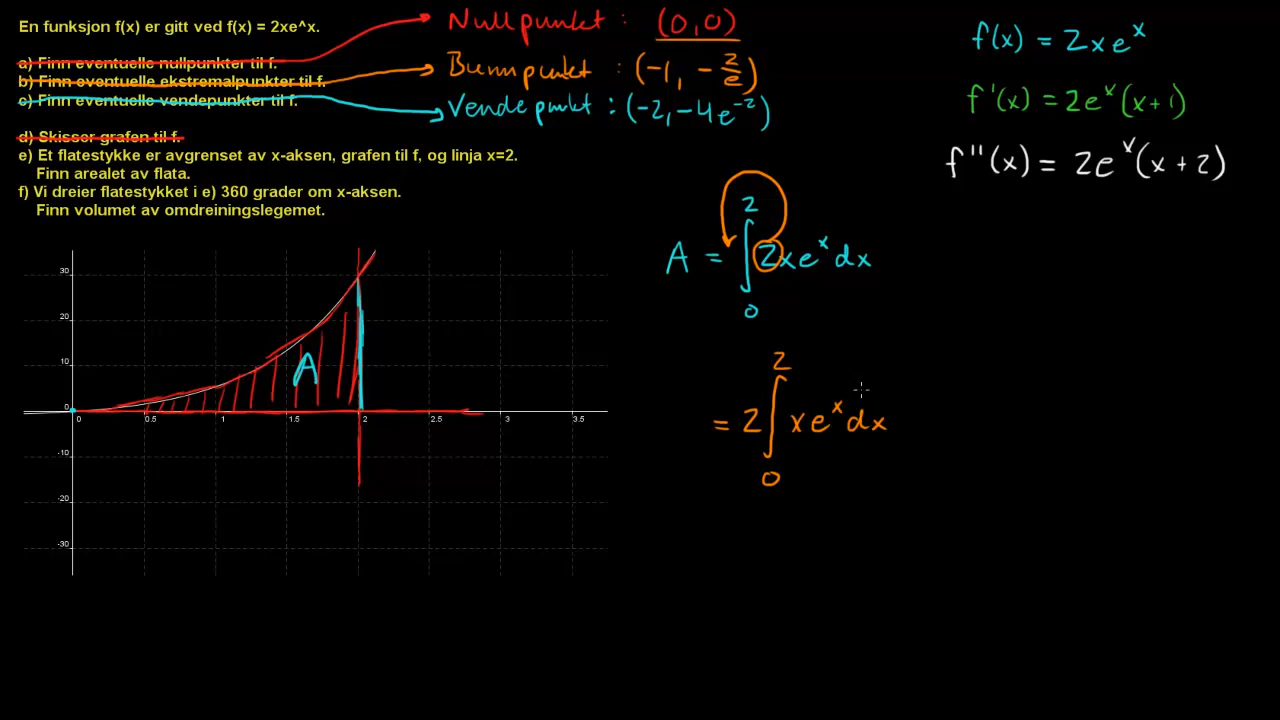 En funksjon f(x) er gitt ved f(x) = 2xe^x.
a) Finn eventuelle nullpunkter til f.
b) Finn eventuelle ekstremalpunkter til f.
c) Finn eventuelle vendepunkter til f.
d) Skisser grafen til f.
e) Et flatestykke er avgrenset av x-aksen, grafen til f, og linja x=2.
Finn arealet av flata.
f) Vi dreier flatestykket i e) 360 grader om x-aksen.
Finn volumet av omdreiningslegemet.
Nullpunkt : (0,0)
Bunnpunkt : (-1, -2/e)
Vendepunkt : (-2, -4e^-2)
f(x) = 2xe^x
f'(x) = 2e^x(x+1)
f''(x) = 2e^x(x+2)
A = ∫_0^2 2xe^x dx
= 2 ∫_0^2 xe^x dx
A
30
20
10
0
-10
-20
-30
0.5 1 1.5 2 2.5 3 3.5